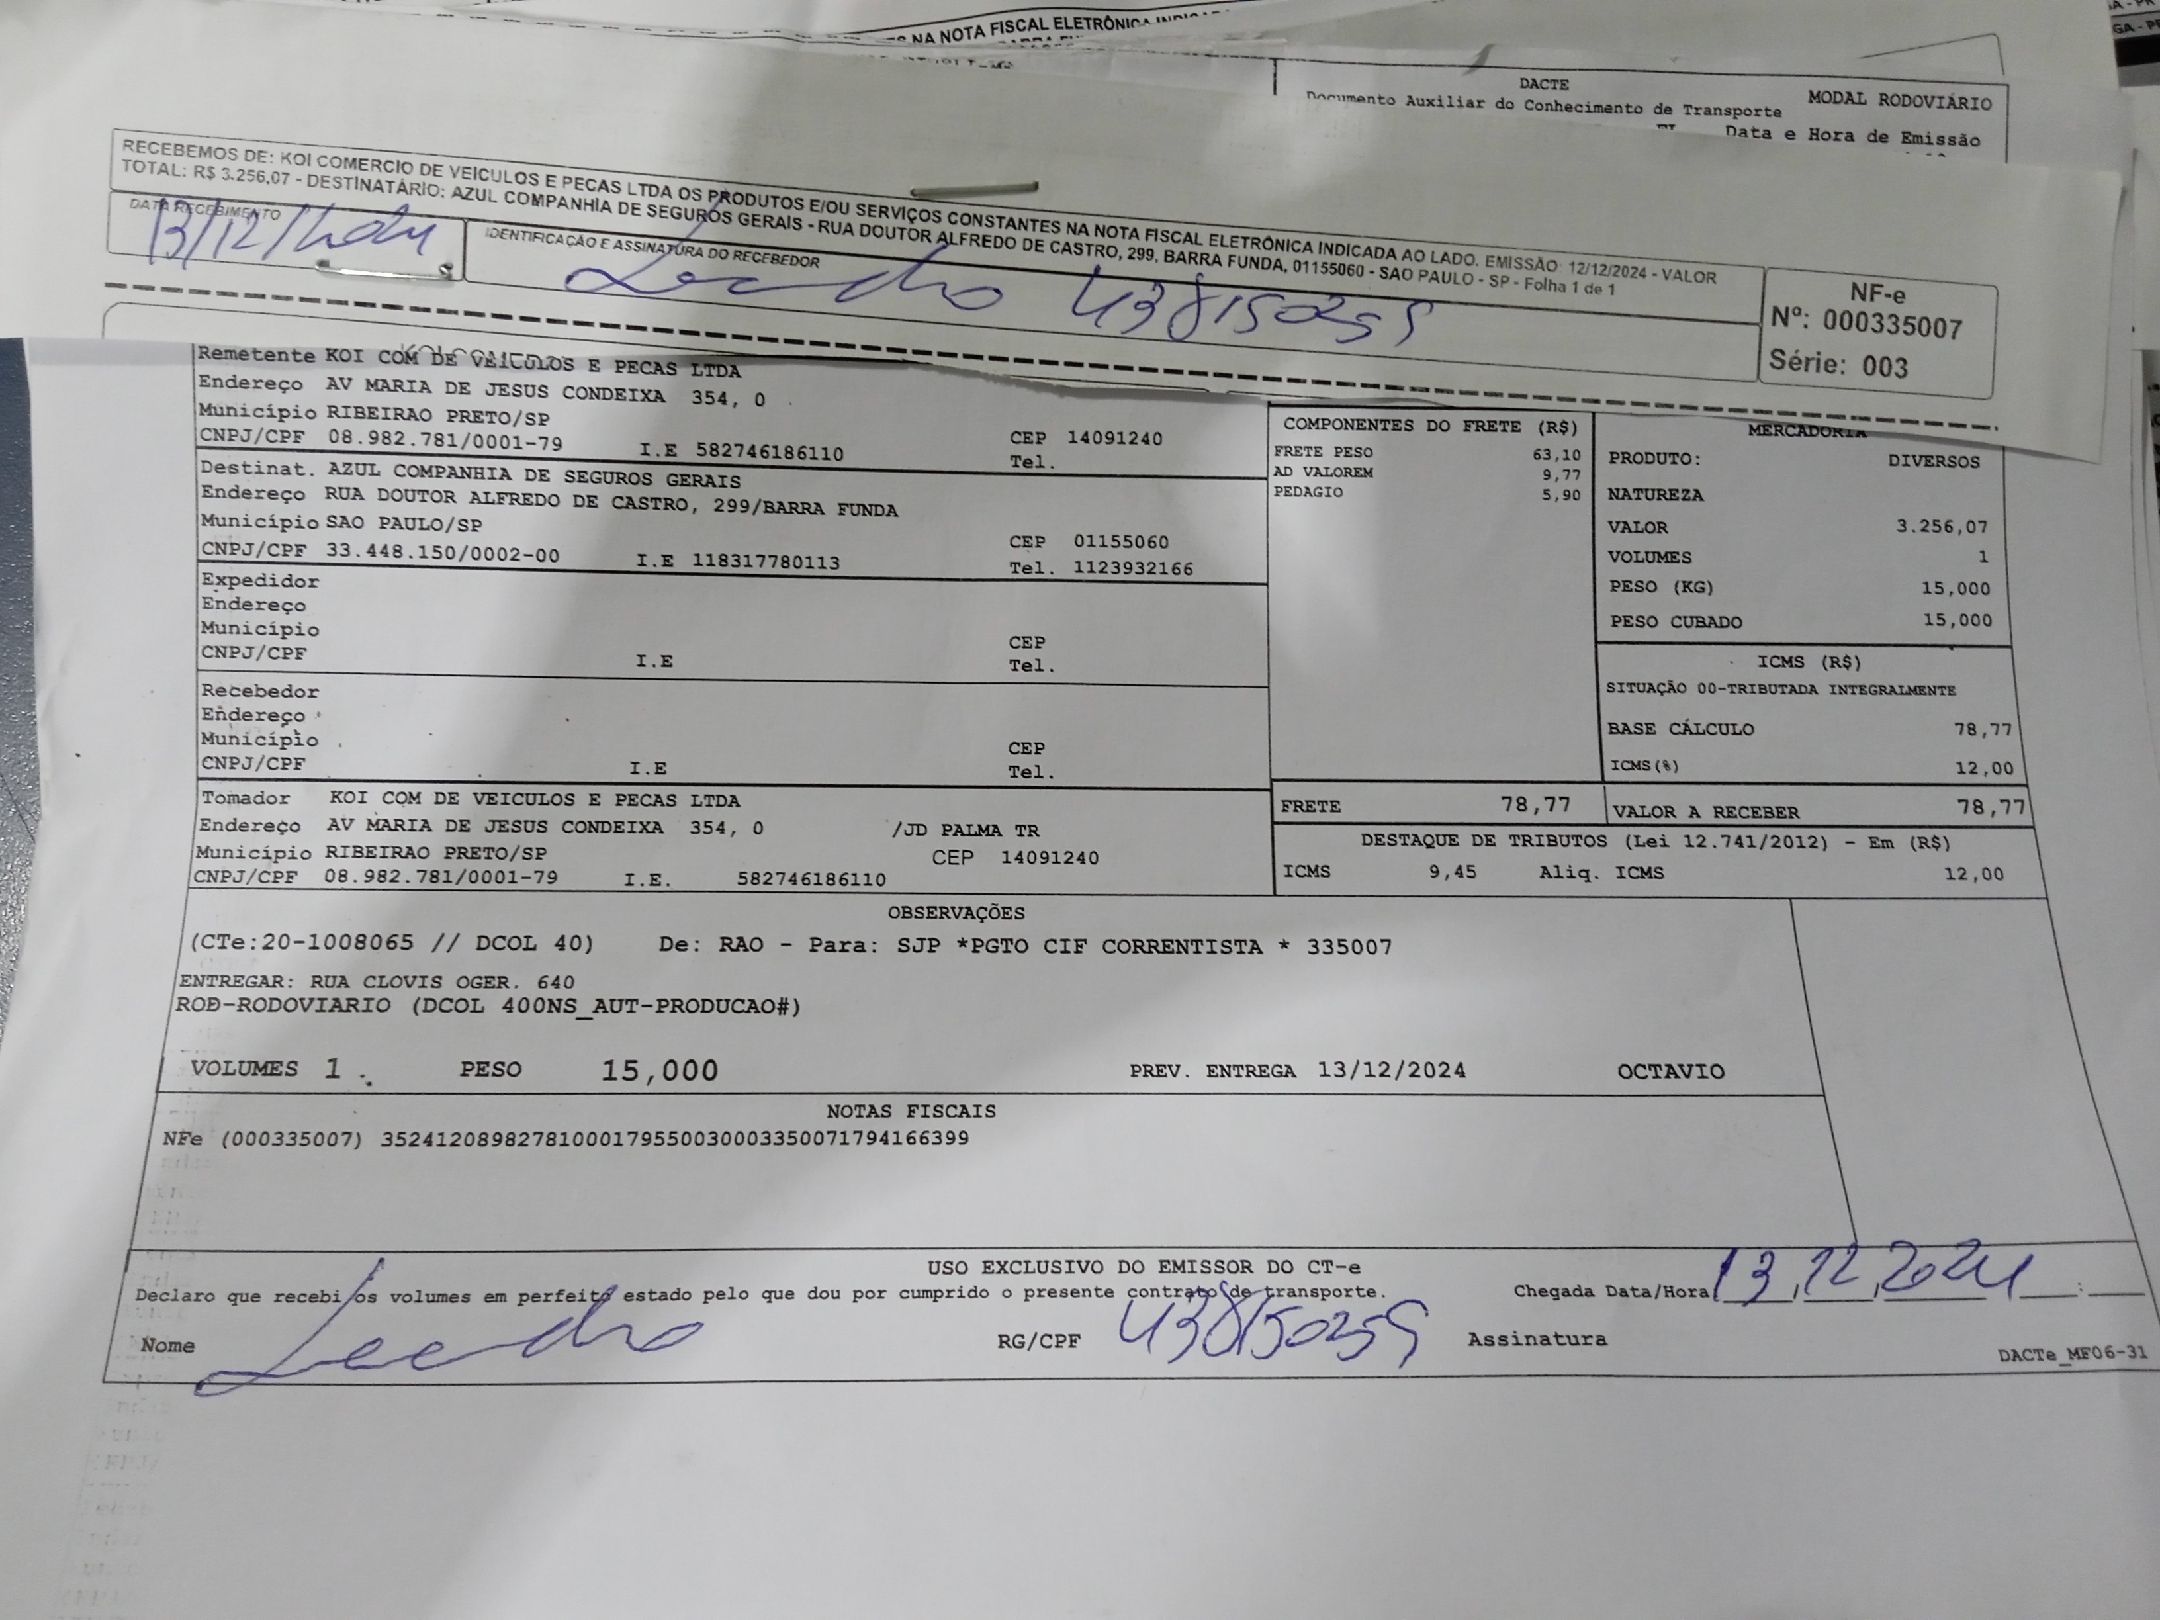 NA NOTA FISCAL ELETRÔNICA
DACTE
Documento Auxiliar do Conhecimento de Transporte
MODAL RODOVIÁRIO
Data e Hora de Emissão
RECEBEMOS DE: KOI COMERCIO DE VEICULOS E PECAS LTDA OS PRODUTOS E/OU SERVIÇOS CONSTANTES NA NOTA FISCAL ELETRÔNICA INDICADA AO LADO. EMISSÃO: 12/12/2024 - VALOR
TOTAL: R$ 3.256,07 - DESTINATÁRIO: AZUL COMPANHIA DE SEGUROS GERAIS - RUA DOUTOR ALFREDO DE CASTRO, 299, BARRA FUNDA, 01155060 - SAO PAULO - SP - Folha 1 de 1
DATA RECEBIMENTO
13/12/2024
IDENTIFICAÇÃO E ASSINATURA DO RECEBEDOR
Leandro 438150259
NF-e
Nº: 000335007
Série: 003
Remetente KOI COM DE VEICULOS E PECAS LTDA
Endereço AV MARIA DE JESUS CONDEIXA 354, 0
Município RIBEIRAO PRETO/SP
CNPJ/CPF 08.982.781/0001-79 I.E 582746186110 CEP 14091240
Tel.
Destinat. AZUL COMPANHIA DE SEGUROS GERAIS
Endereço RUA DOUTOR ALFREDO DE CASTRO, 299/BARRA FUNDA
Município SAO PAULO/SP CEP 01155060
CNPJ/CPF 33.448.150/0002-00 I.E 118317780113 Tel. 1123932166
Expedidor
Endereço
Município CEP
CNPJ/CPF I.E Tel.
Recebedor
Endereço
Município CEP
CNPJ/CPF I.E Tel.
Tomador KOI COM DE VEICULOS E PECAS LTDA
Endereço AV MARIA DE JESUS CONDEIXA 354, 0 /JD PALMA TR
Município RIBEIRAO PRETO/SP CEP 14091240
CNPJ/CPF 08.982.781/0001-79 I.E. 582746186110
COMPONENTES DO FRETE (R$)
FRETE PESO 63,10
AD VALOREM 9,77
PEDAGIO 5,90
MERCADORIA
PRODUTO: DIVERSOS
NATUREZA
VALOR 3.256,07
VOLUMES 1
PESO (KG) 15,000
PESO CUBADO 15,000
ICMS (R$)
SITUAÇÃO 00-TRIBUTADA INTEGRALMENTE
BASE CÁLCULO 78,77
ICMS(%) 12,00
FRETE 78,77 VALOR A RECEBER 78,77
DESTAQUE DE TRIBUTOS (Lei 12.741/2012) - Em (R$)
ICMS 9,45 Aliq. ICMS 12,00
OBSERVAÇÕES
(CTe:20-1008065 // DCOL 40) De: RAO - Para: SJP *PGTO CIF CORRENTISTA * 335007
ENTREGAR: RUA CLOVIS OGER. 640
ROD-RODOVIARIO (DCOL 400NS_AUT-PRODUCAO#)
VOLUMES 1 PESO 15,000 PREV. ENTREGA 13/12/2024 OCTAVIO
NOTAS FISCAIS
NFe (000335007) 35241208982781000179550030003350071794166399
USO EXCLUSIVO DO EMISSOR DO CT-e
Declaro que recebi os volumes em perfeito estado pelo que dou por cumprido o presente contrato de transporte. Chegada Data/Hora 13,12,2024 :
Nome Leandro RG/CPF 438150259 Assinatura
DACTe_MF06-31